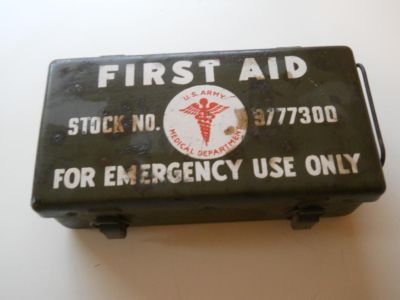 FIRST AID
U.S. ARMY
STOCK NO. 9777300
MEDICAL DEPARTMENT
FOR EMERGENCY USE ONLY